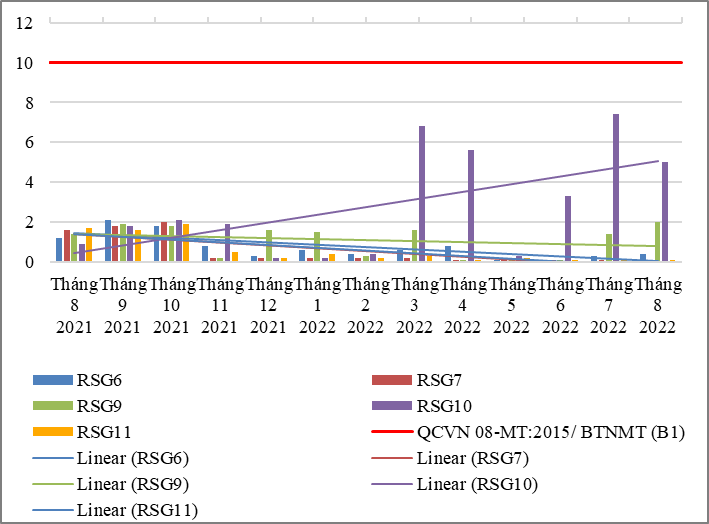 12
10
8
6
4
2
0
Tháng Tháng Tháng Tháng Tháng Tháng Tháng Tháng Tháng Tháng Tháng Tháng Tháng
8 9 10 11 12 1 2 3 4 5 6 7 8
2021 2021 2021 2021 2021 2022 2022 2022 2022 2022 2022 2022 2022
RSG6 RSG7
RSG9 RSG10
RSG11 QCVN 08-MT:2015/ BTNMT (B1)
Linear (RSG6) Linear (RSG7)
Linear (RSG9) Linear (RSG10)
Linear (RSG11)